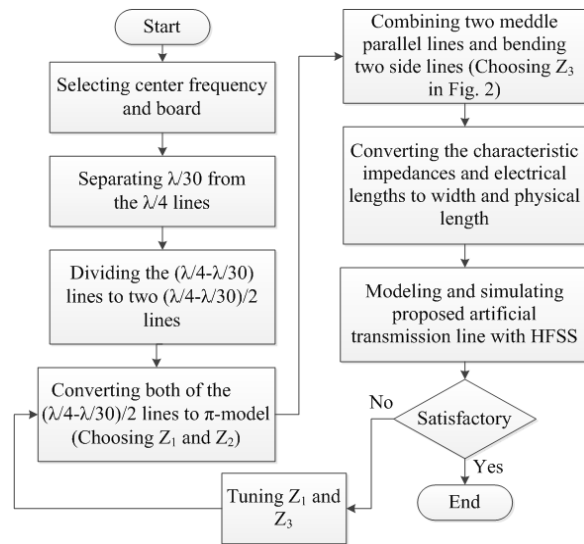 Start
Selecting center frequency
and board
Separating λ/30 from
the λ/4 lines
Dividing the (λ/4-λ/30)
lines to two (λ/4-λ/30)/2
lines
Converting both of the
(λ/4-λ/30)/2 lines to π-model
(Choosing Z₁ and Z₂)
Combining two meddle
parallel lines and bending
two side lines (Choosing Z₃
in Fig. 2)
Converting the characteristic
impedances and electrical
lengths to width and physical
length
Modeling and simulating
proposed artificial
transmission line with HFSS
Satisfactory
No
Yes
Tuning Z₁ and
Z₃
End